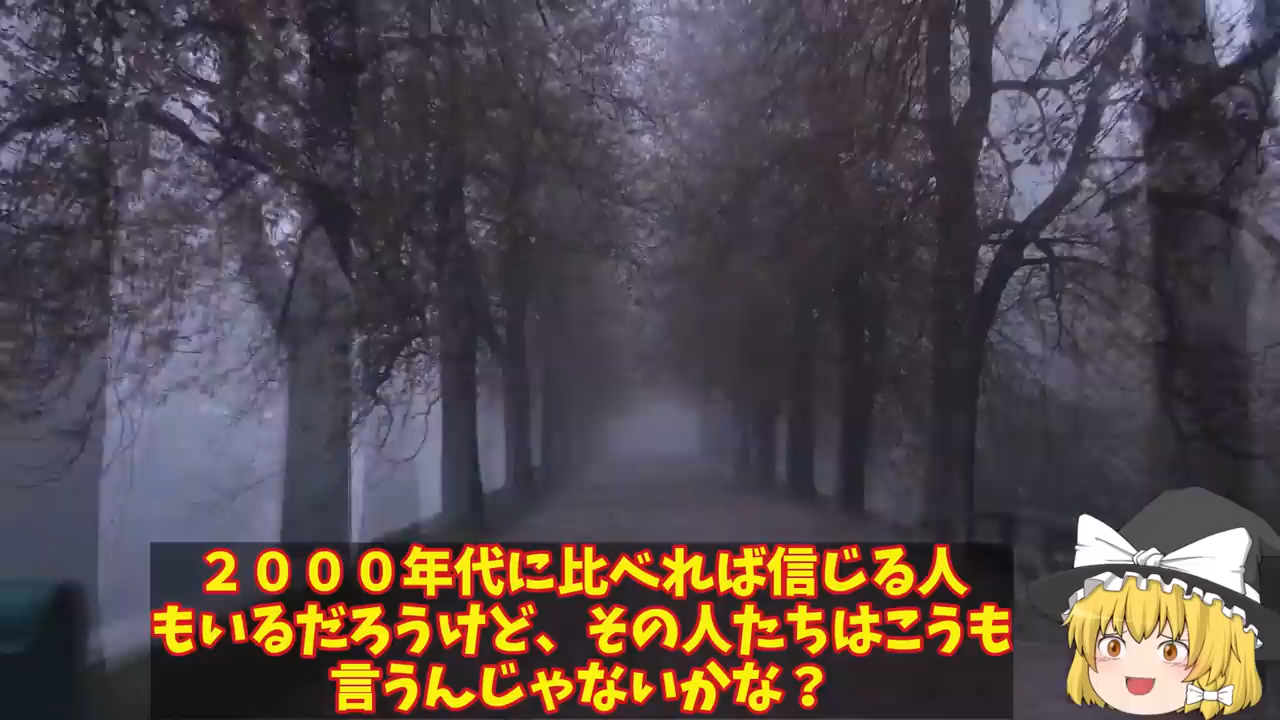 ２０００年代に比べれば信じる人
もいるだろうけど、その人たちはこうも
言うんじゃないかな？